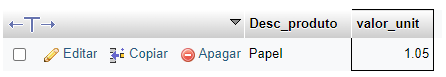 Desc_produto valor_unit
Editar Copiar Apagar Papel 1.05